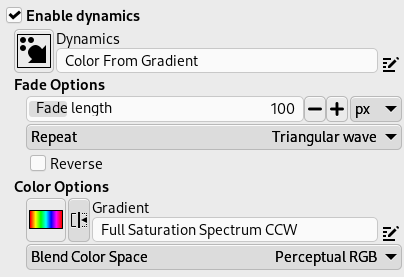 Enable dynamics
Dynamics
Color From Gradient
Fade Options
Fade length 100 px
Repeat Triangular wave
Reverse
Color Options
Gradient
Full Saturation Spectrum CCW
Blend Color Space Perceptual RGB